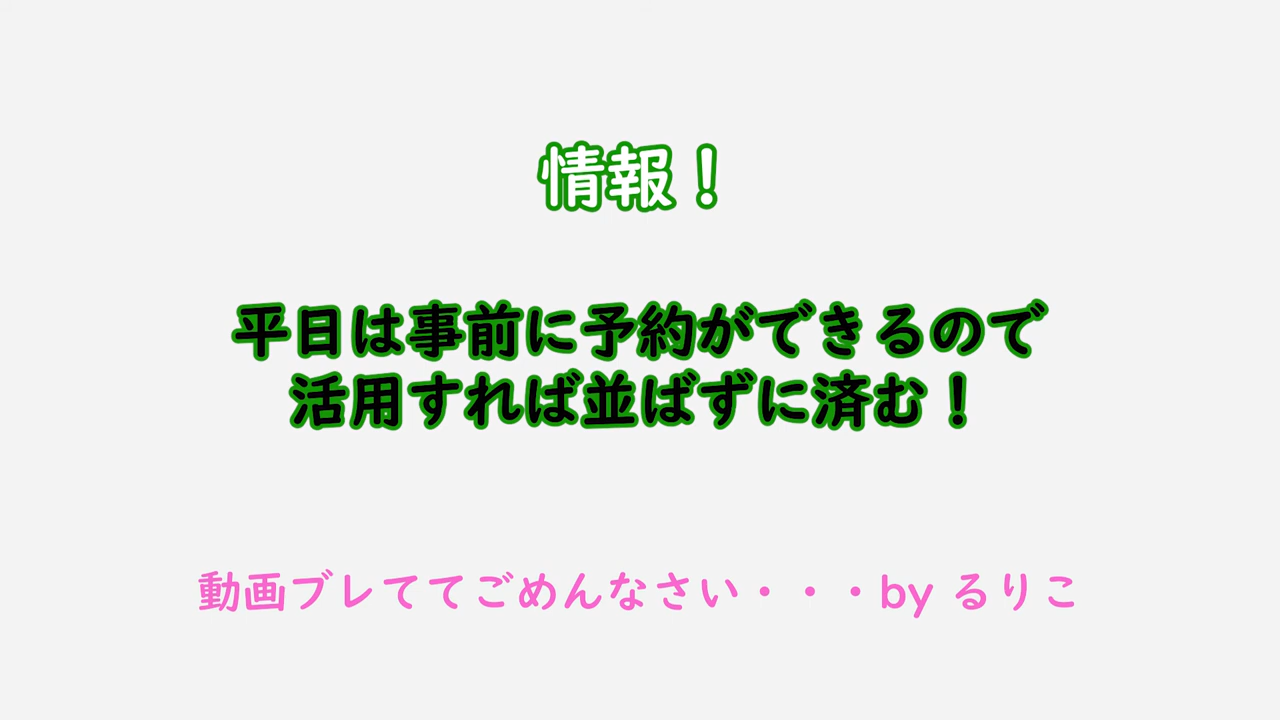 情報！
平日は事前に予約ができるので
活用すれば並ばずに済む！
動画ブレててごめんなさい・・・by るりこ